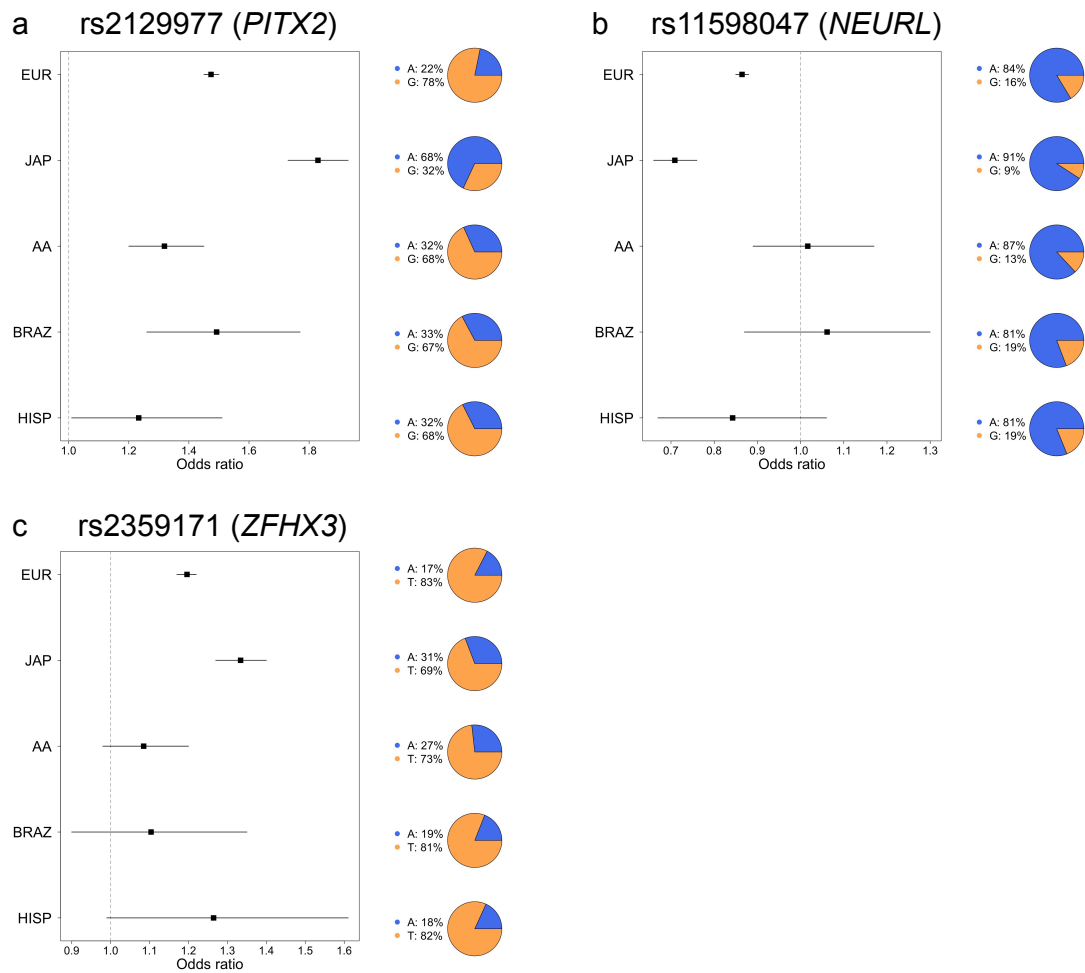 a rs2129977 (PITX2)
EUR
A: 22%
G: 78%
JAP
A: 68%
G: 32%
AA
A: 32%
G: 68%
BRAZ
A: 33%
G: 67%
HISP
A: 32%
G: 68%
1.0 1.2 1.4 1.6 1.8
Odds ratio
b rs11598047 (NEURL)
EUR
A: 84%
G: 16%
JAP
A: 91%
G: 9%
AA
A: 87%
G: 13%
BRAZ
A: 81%
G: 19%
HISP
A: 81%
G: 19%
0.7 0.8 0.9 1.0 1.1 1.2 1.3
Odds ratio
c rs2359171 (ZFHX3)
EUR
A: 17%
T: 83%
JAP
A: 31%
T: 69%
AA
A: 27%
T: 73%
BRAZ
A: 19%
T: 81%
HISP
A: 18%
T: 82%
0.9 1.0 1.1 1.2 1.3 1.4 1.5 1.6
Odds ratio